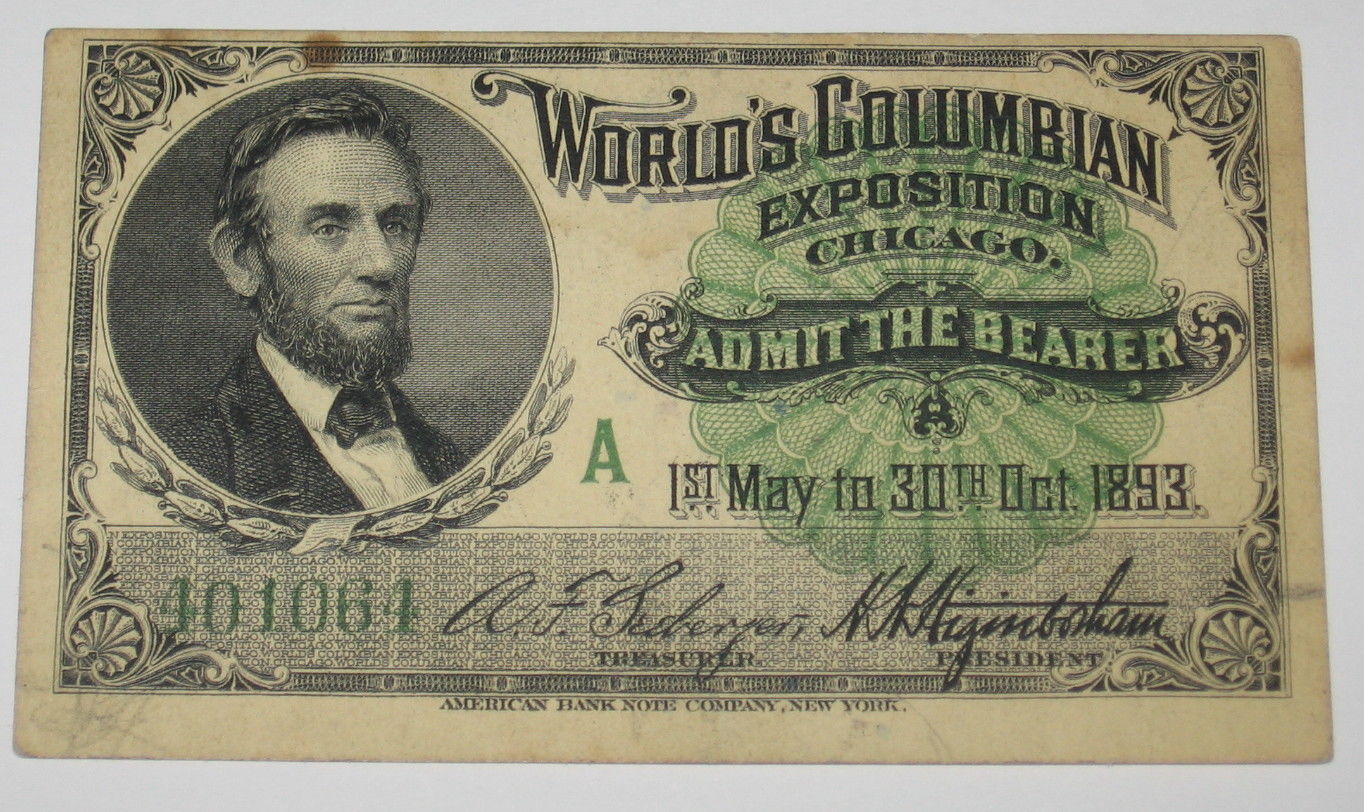 WORLD'S COLUMBIAN
EXPOSITION
CHICAGO.
ADMIT THE BEARER
A
1ST May to 30TH Oct. 1893.
401064
A. F. Seeberger,
H. N. Higinbotham
TREASURER.
PRESIDENT
AMERICAN BANK NOTE COMPANY, NEW YORK.